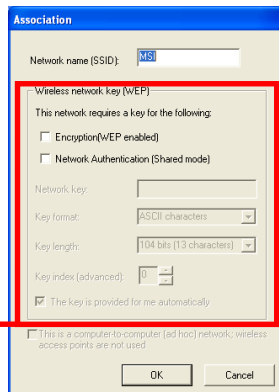 Association
Network name (SSID): MSI
Wireless network key (WEP)
This network requires a key for the following:
Encryption(WEP enabled)
Network Authentication (Shared mode)
Network key:
Key format: ASCII characters
Key length: 104 bits (13 characters)
Key index (advanced): 0
The key is provided for me automatically
This is a computer-to-computer (ad hoc) network; wireless
access points are not used
OK Cancel